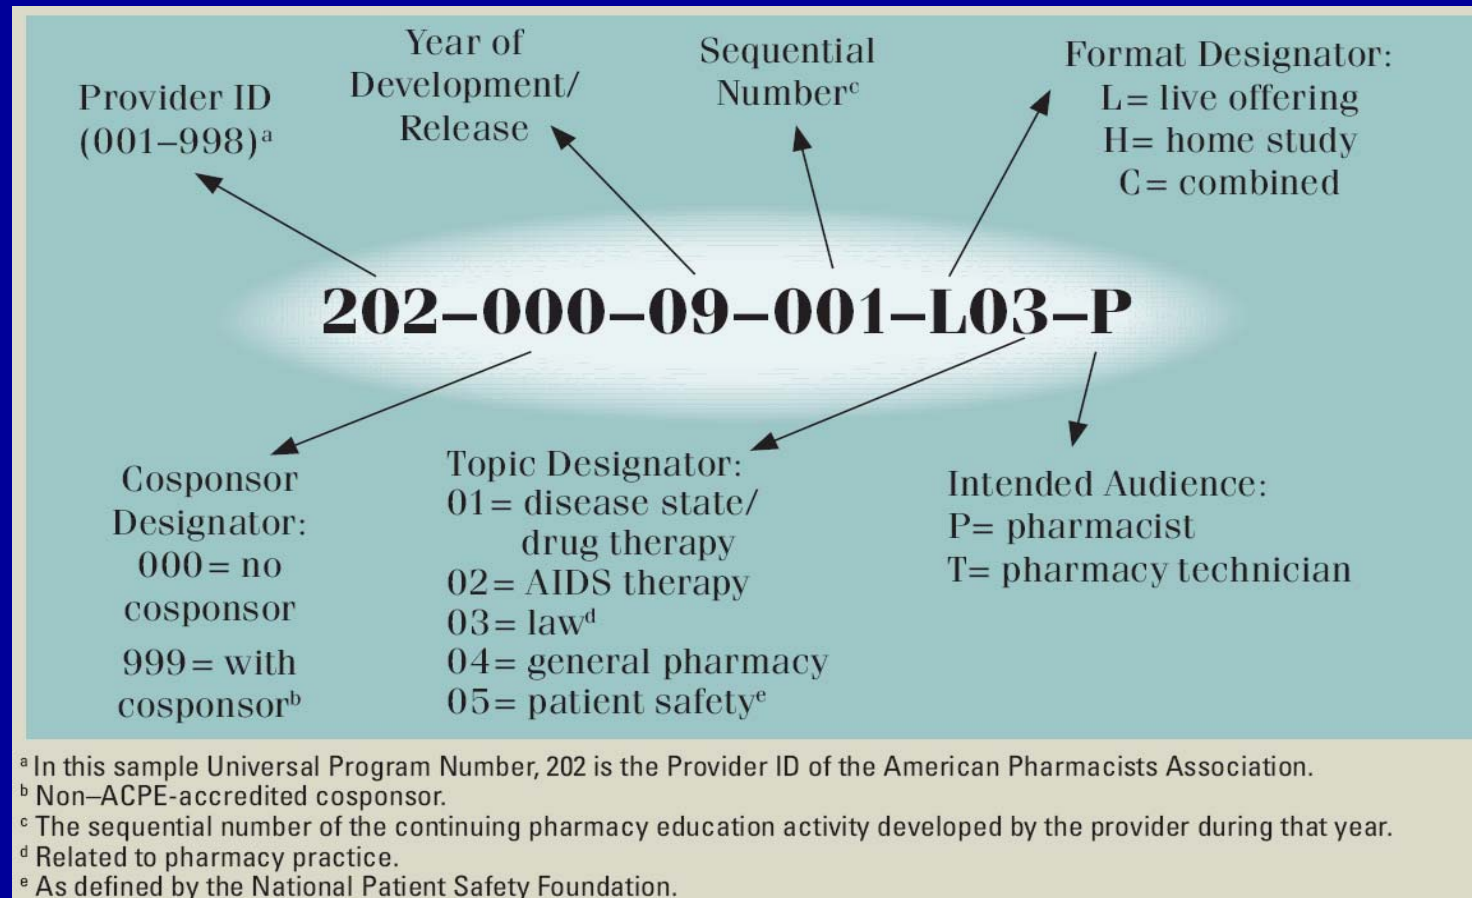 Provider ID
(001–998)ᵃ
Year of
Development/
Release
Sequential
Numberᶜ
Format Designator:
L= live offering
H= home study
C= combined
202–000–09–001–L03–P
Cosponsor
Designator:
000= no
cosponsor
999= with
cosponsorᵇ
Topic Designator:
01= disease state/
drug therapy
02= AIDS therapy
03= lawᵈ
04= general pharmacy
05= patient safetyᵉ
Intended Audience:
P= pharmacist
T= pharmacy technician
ᵃ In this sample Universal Program Number, 202 is the Provider ID of the American Pharmacists Association.
ᵇ Non–ACPE-accredited cosponsor.
ᶜ The sequential number of the continuing pharmacy education activity developed by the provider during that year.
ᵈ Related to pharmacy practice.
ᵉ As defined by the National Patient Safety Foundation.